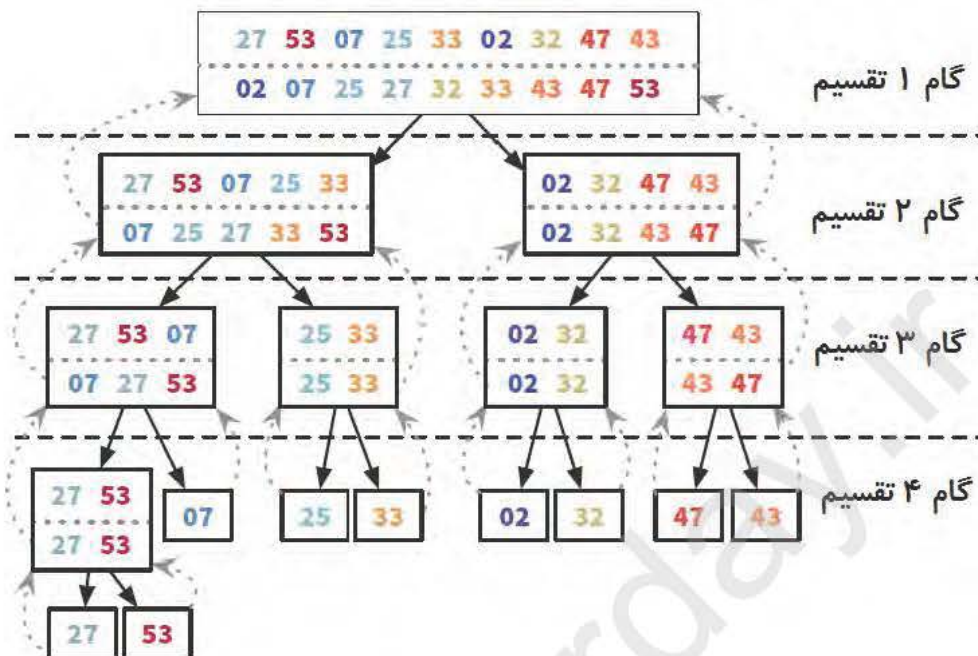 27 53 07 25 33 02 32 47 43
02 07 25 27 32 33 43 47 53
گام ۱ تقسیم
27 53 07 25 33
07 25 27 33 53
02 32 47 43
02 32 43 47
گام ۲ تقسیم
27 53 07
07 27 53
25 33
25 33
02 32
02 32
47 43
43 47
گام ۳ تقسیم
27 53
27 53
07
25
33
02
32
47
43
گام ۴ تقسیم
27
53
rday.ir